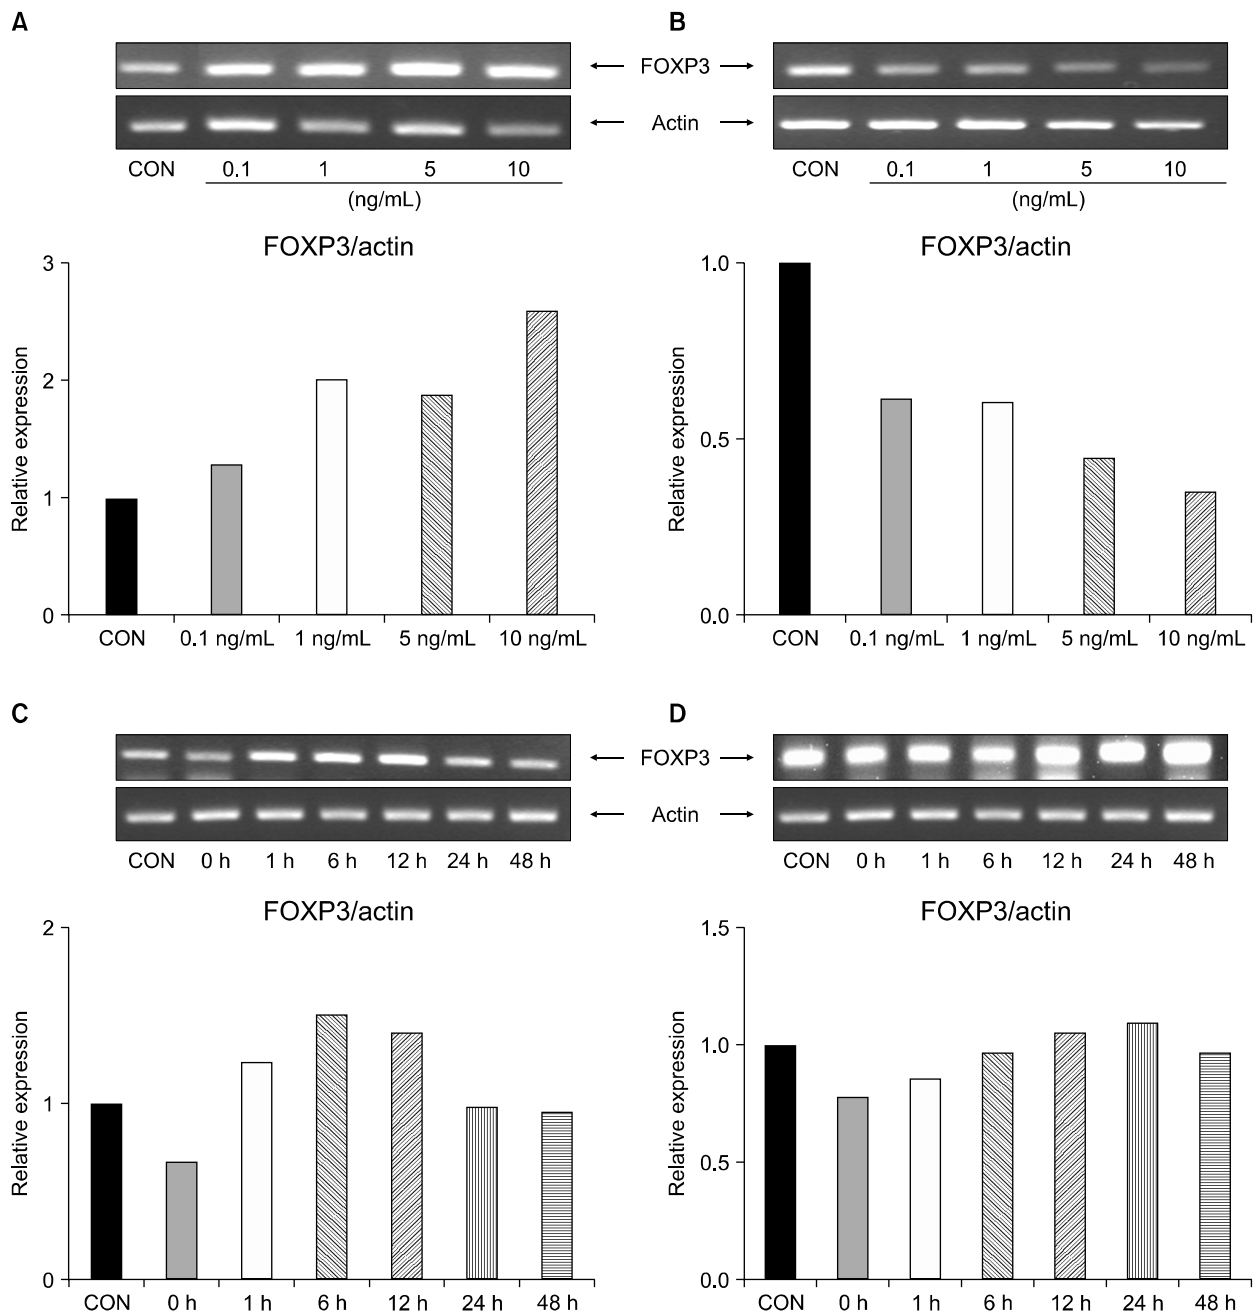 A
B
FOXP3
Actin
CON 0.1 1 5 10
(ng/mL)
CON 0.1 1 5 10
(ng/mL)
FOXP3/actin
Relative expression
3
2
1
0
CON 0.1 ng/mL 1 ng/mL 5 ng/mL 10 ng/mL
FOXP3/actin
Relative expression
1.0
0.5
0.0
CON 0.1 ng/mL 1 ng/mL 5 ng/mL 10 ng/mL
C
D
FOXP3
Actin
CON 0 h 1 h 6 h 12 h 24 h 48 h
CON 0 h 1 h 6 h 12 h 24 h 48 h
FOXP3/actin
Relative expression
2
1
0
CON 0 h 1 h 6 h 12 h 24 h 48 h
FOXP3/actin
Relative expression
1.5
1.0
0.5
0.0
CON 0 h 1 h 6 h 12 h 24 h 48 h